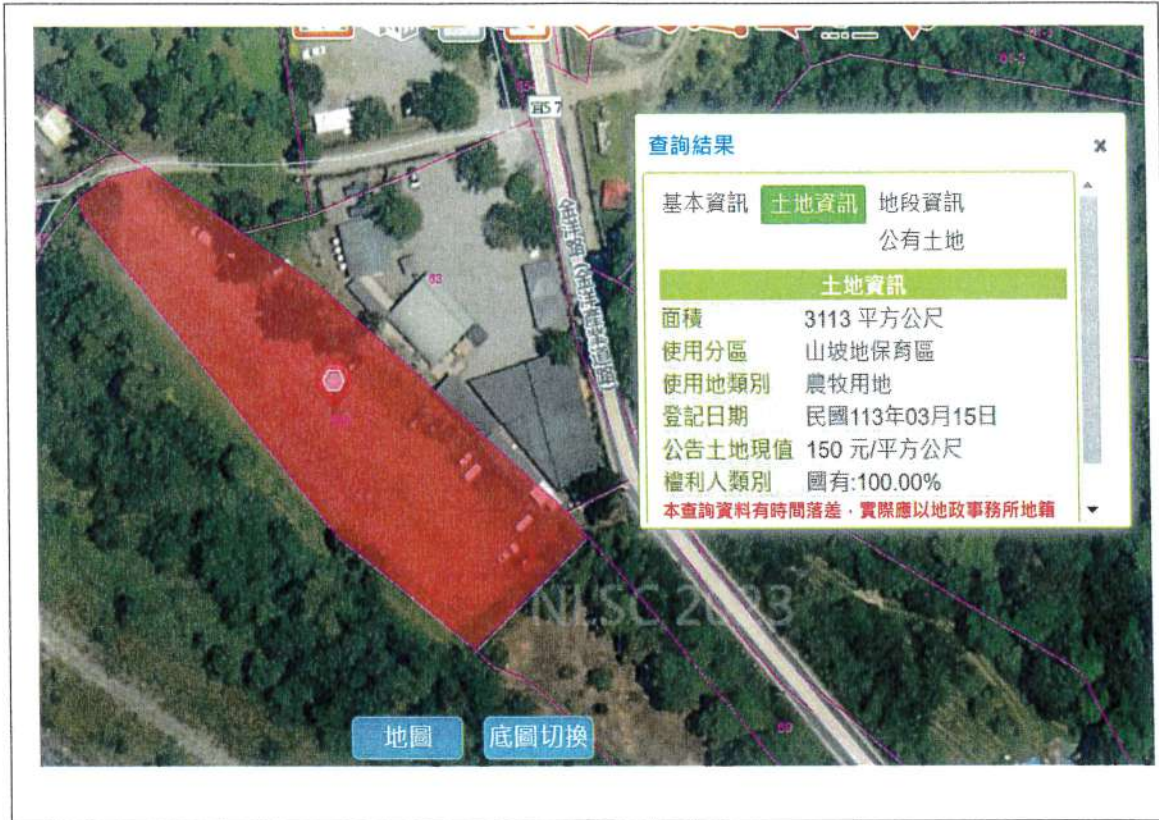 宜57
查詢結果
×
基本資訊 土地資訊 地段資訊
公有土地
土地資訊
面積 3113 平方公尺
使用分區 山坡地保育區
使用地類別 農牧用地
登記日期 民國113年03月15日
公告土地現值 150 元/平方公尺
權利人類別 國有:100.00%
本查詢資料有時間落差，實際應以地政事務所地籍
63
NLSC 2023
69
地圖 底圖切換